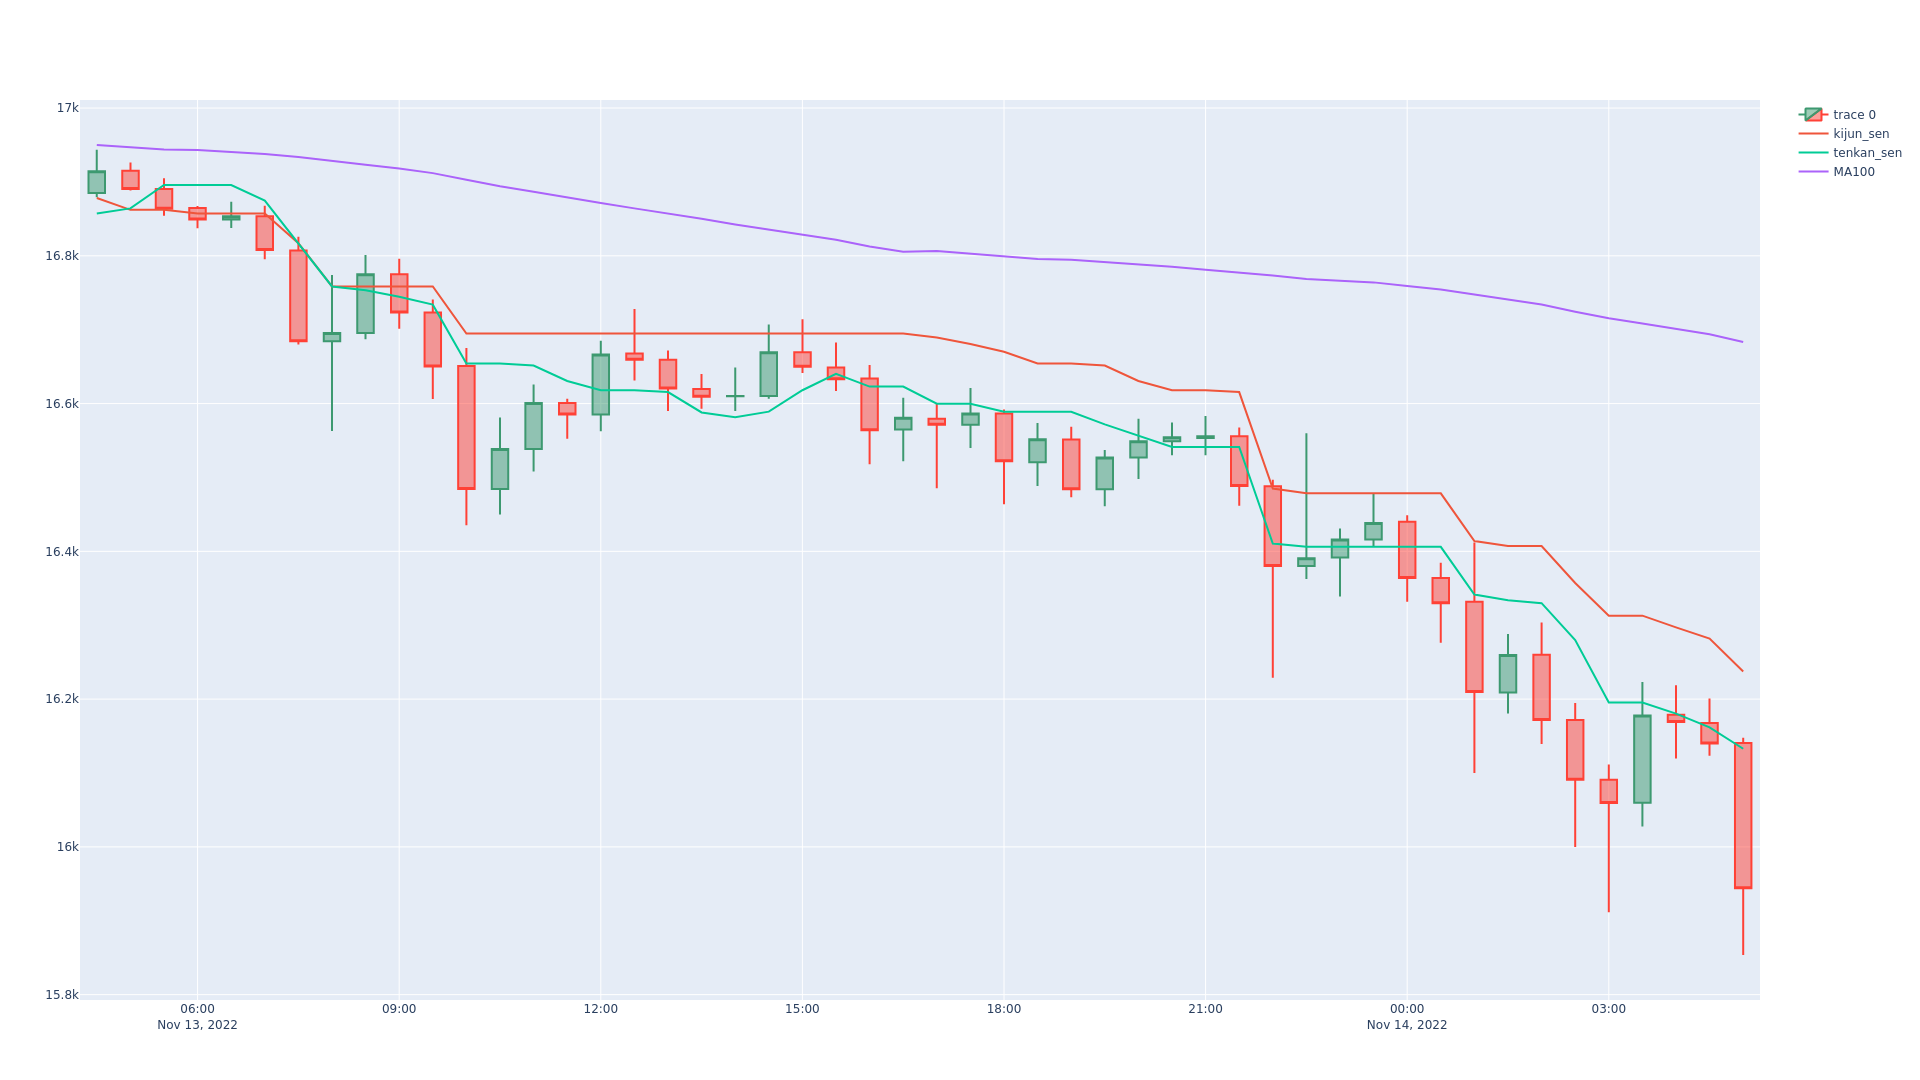 17k
16.8k
16.6k
16.4k
16.2k
16k
15.8k
06:00
Nov 13, 2022
09:00
12:00
15:00
18:00
21:00
00:00
Nov 14, 2022
03:00
trace 0
kijun_sen
tenkan_sen
MA100